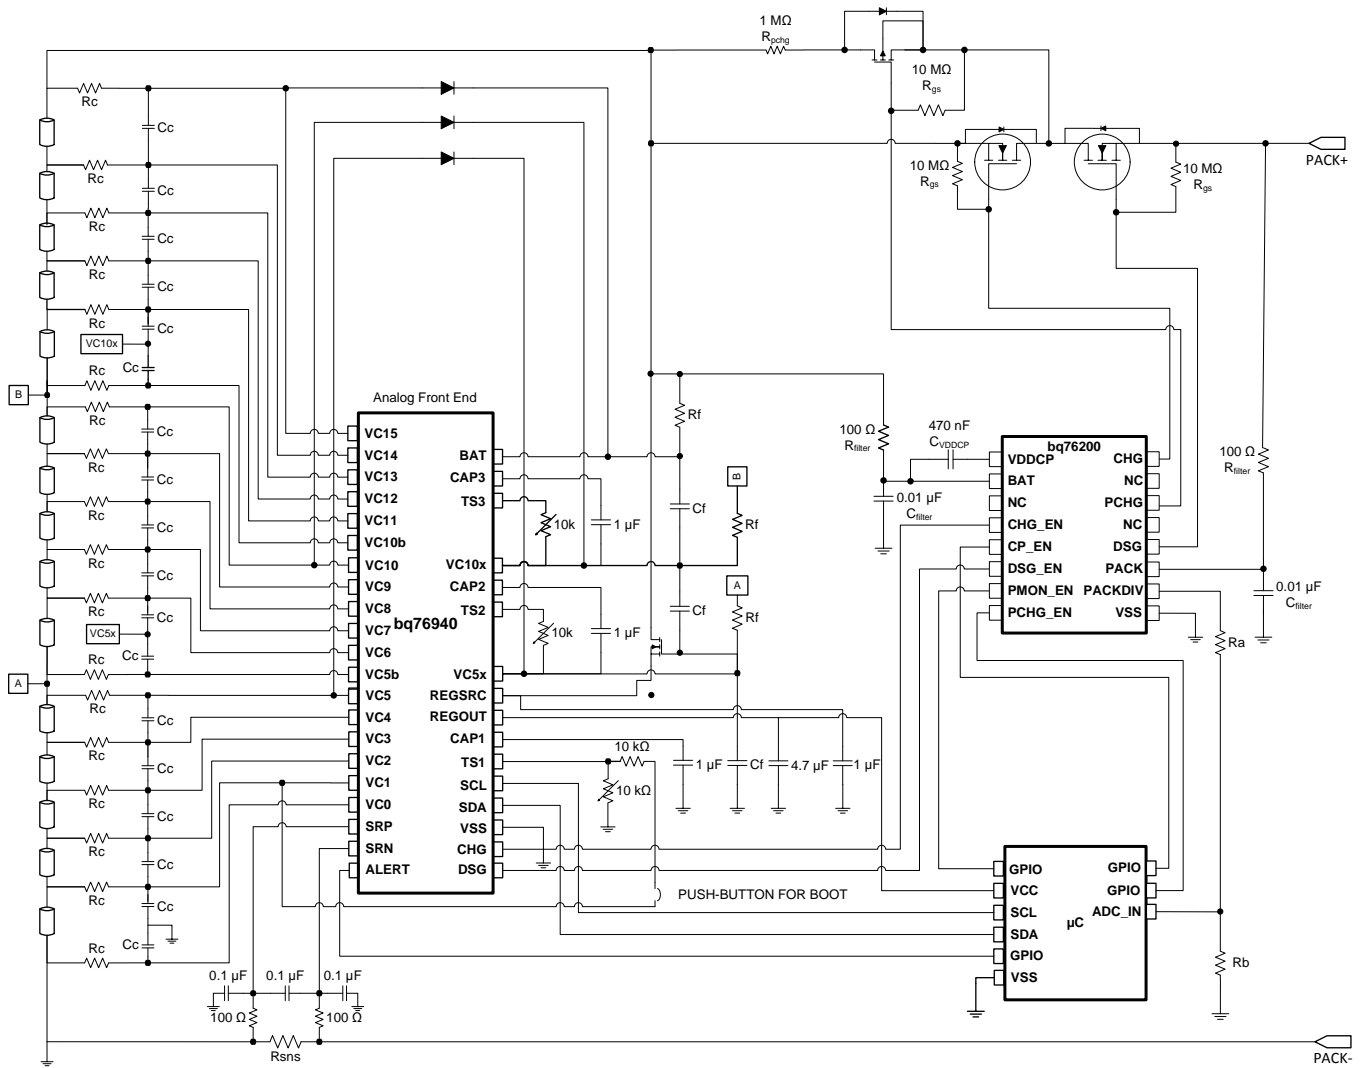 1 MΩ
Rpchg
10 MΩ
Rgs
Rc
Cc
PACK+
10 MΩ
Rgs
10 MΩ
Rgs
Rc
Cc
Rc
Cc
Rc
Cc
Rc
Cc
VC10x
Cc
Rc
B
Rc
Cc
Rc
Cc
Rc
Cc
Rc
Cc
Rc
Cc
VC5x
Cc
Rc
A
Rc
Cc
Rc
Cc
Rc
Cc
Rc
Cc
Rc
Cc
Cc
Rc
Analog Front End
bq76940
VC15
VC14
VC13
VC12
VC11
VC10b
VC10
VC9
VC8
VC7
VC6
VC5b
VC5
VC4
VC3
VC2
VC1
VC0
SRP
SRN
ALERT
BAT
CAP3
TS3
VC10x
CAP2
TS2
VC5x
REGSRC
REGOUT
CAP1
TS1
SCL
SDA
VSS
CHG
DSG
Rf
Cf
10k
1 µF
B
Rf
A
Cf
Rf
10k
1 µF
10 kΩ
10 kΩ
1 µF
Cf
4.7 µF
1 µF
PUSH-BUTTON FOR BOOT
100 Ω
Rfilter
470 nF
CVDDCP
0.01 µF
Cfilter
bq76200
VDDCP
BAT
NC
CHG_EN
CP_EN
DSG_EN
PMON_EN
PCHG_EN
CHG
NC
PCHG
NC
DSG
PACK
PACKDIV
VSS
100 Ω
Rfilter
0.01 µF
Cfilter
Ra
GPIO
VCC
SCL
SDA
GPIO
VSS
µC
GPIO
GPIO
ADC_IN
Rb
0.1 µF
0.1 µF
0.1 µF
100 Ω
100 Ω
Rsns
PACK-